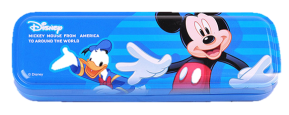 Disney
MICKEY MOUSE FROM AMERICA
TO AROUND THE WORLD
Disney